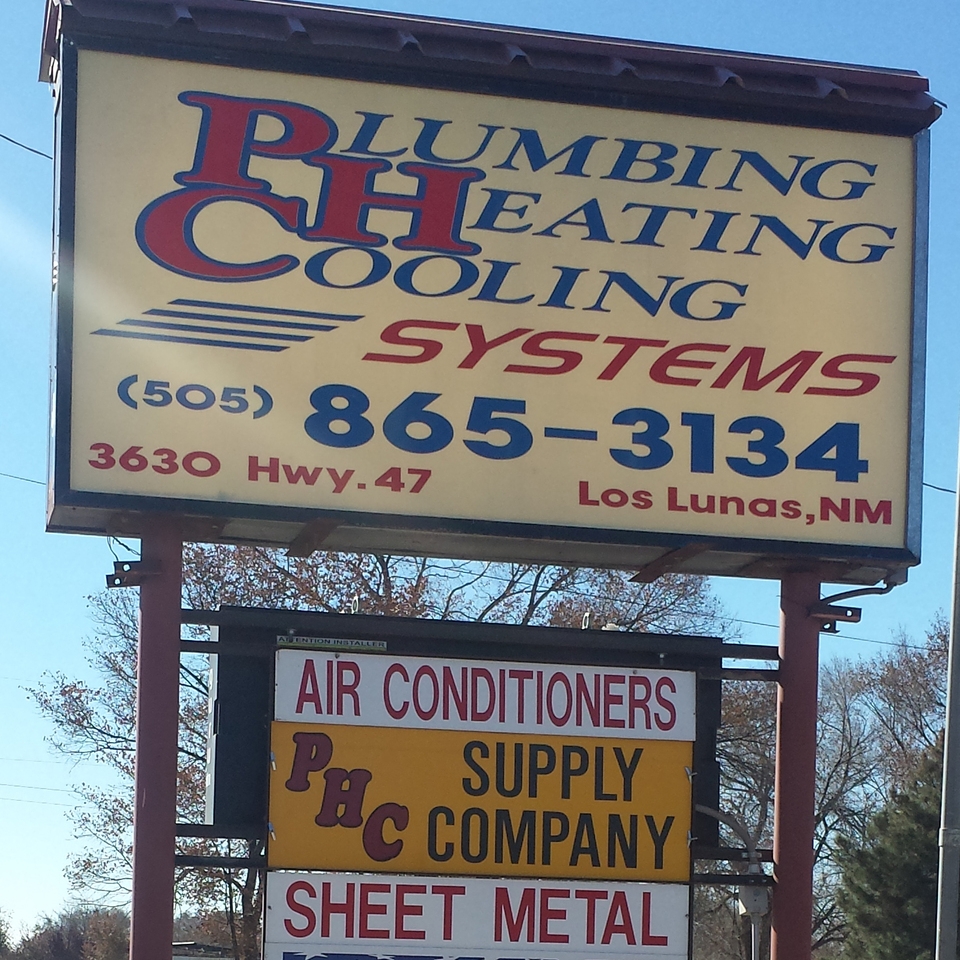 PLUMBING
HEATING
COOLING
SYSTEMS
(505) 865-3134
3630 Hwy. 47
Los Lunas, NM
ATTENTION INSTALLER
AIR CONDITIONERS
PHC SUPPLY
COMPANY
SHEET METAL